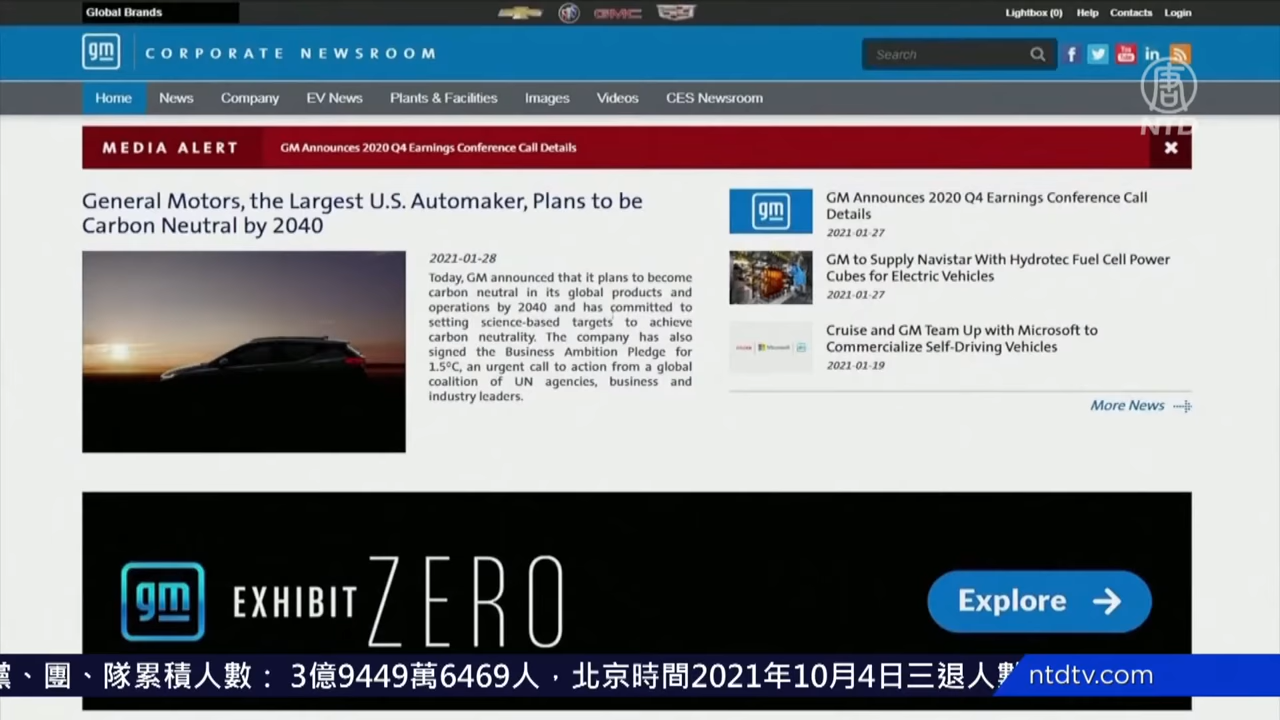 Global Brands
GMC
Lightbox (0) Help Contacts Login
gm CORPORATE NEWSROOM
Search
f You Tube in
Home News Company EV News Plants & Facilities Images Videos CES Newsroom
唐
NTD
MEDIA ALERT GM Announces 2020 Q4 Earnings Conference Call Details
General Motors, the Largest U.S. Automaker, Plans to be
Carbon Neutral by 2040
2021-01-28
Today, GM announced that it plans to become
carbon neutral in its global products and
operations by 2040 and has committed to
setting science-based targets to achieve
carbon neutrality. The company has also
signed the Business Ambition Pledge for
1.5ºC, an urgent call to action from a global
coalition of UN agencies, business and
industry leaders.
gm
GM Announces 2020 Q4 Earnings Conference Call
Details
2021-01-27
GM to Supply Navistar With Hydrotec Fuel Cell Power
Cubes for Electric Vehicles
2021-01-27
Microsoft
Cruise and GM Team Up with Microsoft to
Commercialize Self-Driving Vehicles
2021-01-19
More News
gm EXHIBIT ZERO
Explore
黨、團、隊累積人數： 3億9449萬6469人，北京時間2021年10月4日三退人數
ntdtv.com